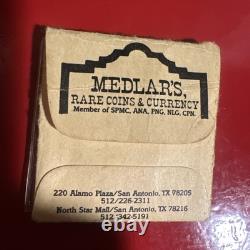 MEDLAR'S,
RARE COINS & CURRENCY
Member of SPMC, ANA, PNG, NLG, CPN.
220 Alamo Plaza/San Antonio, TX 78205
512/226-2311
North Star Mall/San Antonio, TX 78216
512/342-5191